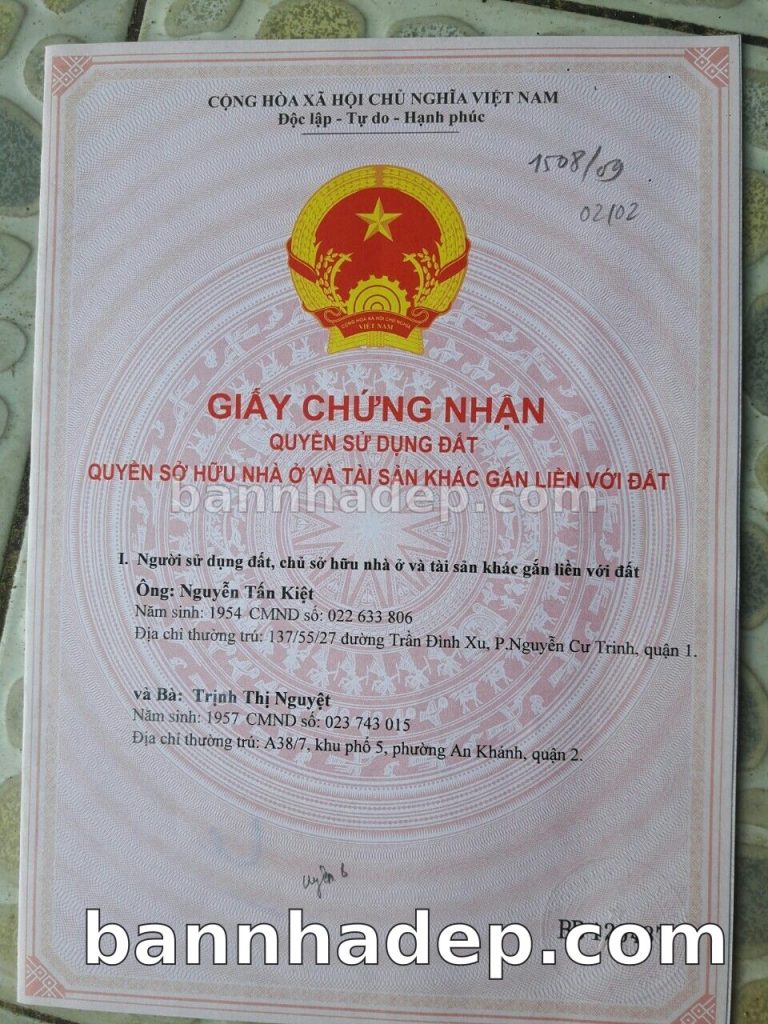 CỘNG HÒA XÃ HỘI CHỦ NGHĨA VIỆT NAM
Độc lập - Tự do - Hạnh phúc
1508/09
02/02
CỘNG HÒA XÃ HỘI CHỦ NGHĨA
VIỆT NAM
GIẤY CHỨNG NHẬN
QUYỀN SỬ DỤNG ĐẤT
QUYỀN SỞ HỮU NHÀ Ở VÀ TÀI SẢN KHÁC GẮN LIỀN VỚI ĐẤT
bannhadep.com
I. Người sử dụng đất, chủ sở hữu nhà ở và tài sản khác gắn liền với đất
Ông: Nguyễn Tấn Kiệt
Năm sinh: 1954 CMND số: 022 633 806
Địa chỉ thường trú: 137/55/27 đường Trần Đình Xu, P.Nguyễn Cư Trinh, quận 1.
và Bà: Trịnh Thị Nguyệt
Năm sinh: 1957 CMND số: 023 743 015
Địa chỉ thường trú: A38/7, khu phố 5, phường An Khánh, quận 2.
bannhadep.com